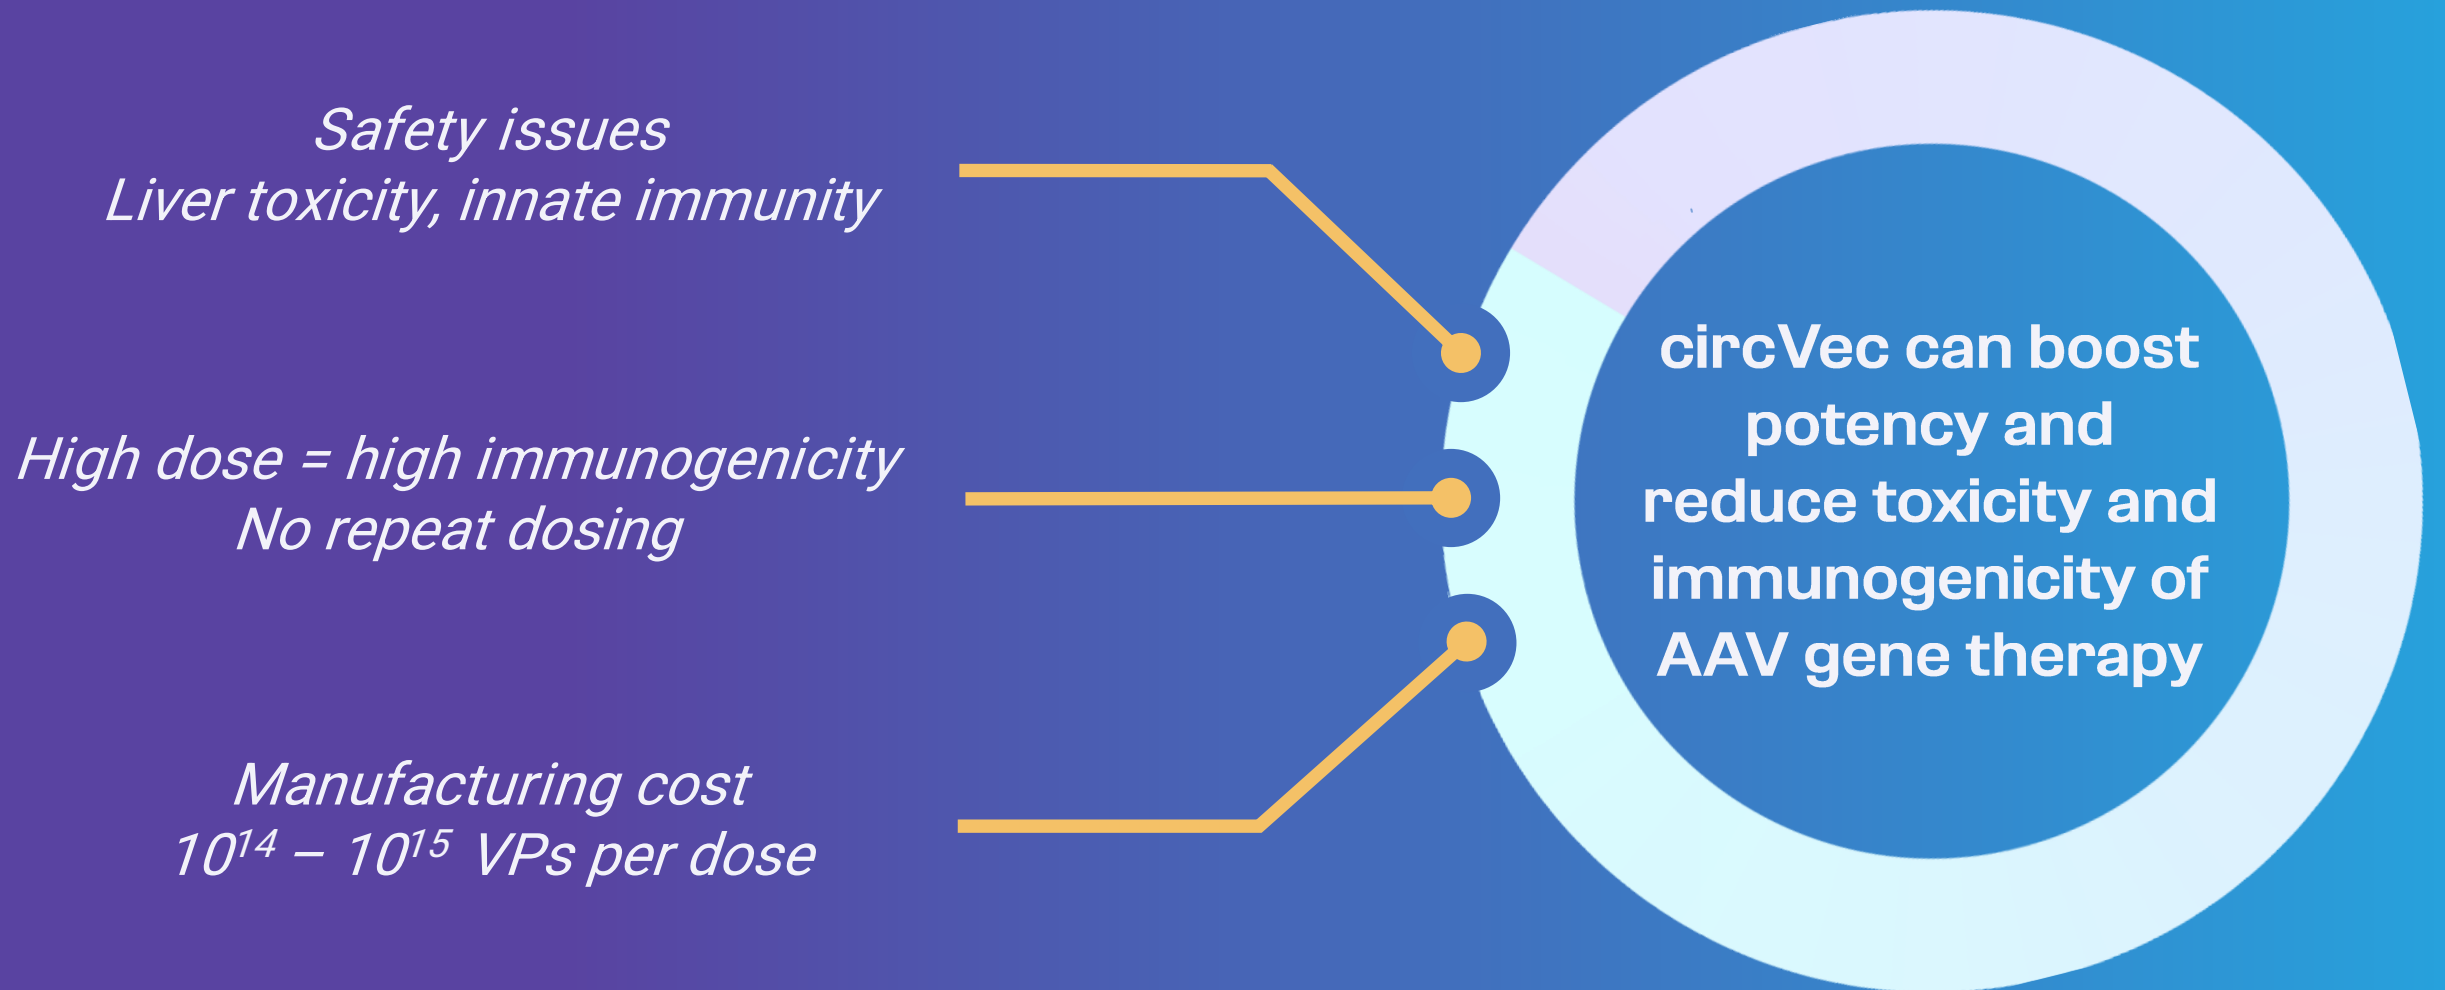 Safety issues
Liver toxicity, innate immunity
High dose = high immunogenicity
No repeat dosing
Manufacturing cost
10¹⁴ – 10¹⁵ VPs per dose
circVec can boost
potency and
reduce toxicity and
immunogenicity of
AAV gene therapy